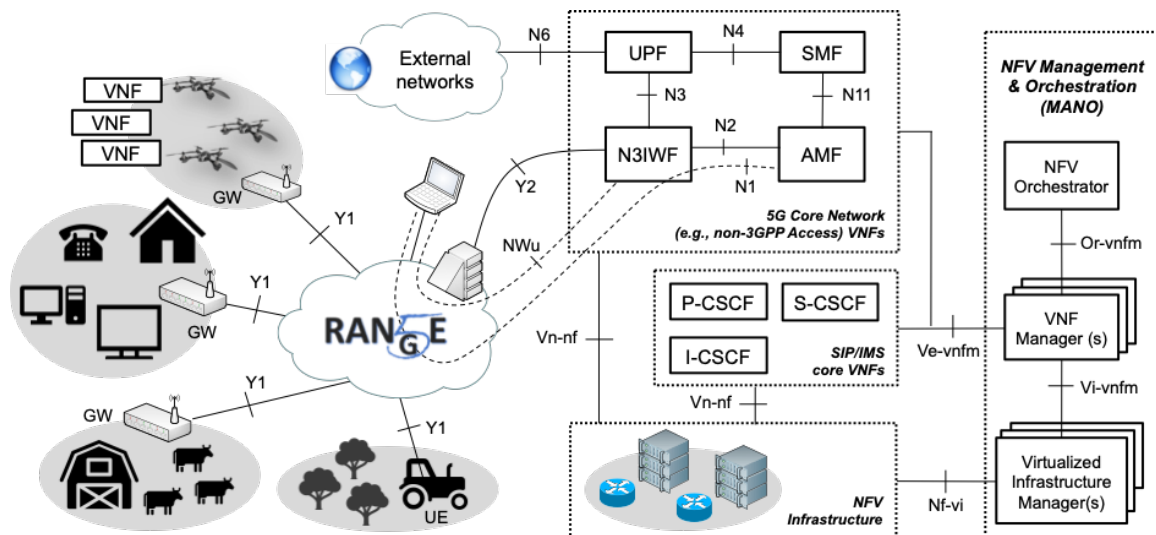 N6
External
networks
UPF
N4
SMF
N3
N11
N3IWF
N2
AMF
N1
5G Core Network
(e.g., non-3GPP Access) VNFs
NFV Management
& Orchestration
(MANO)
NFV
Orchestrator
Or-vnfm
VNF
Manager (s)
Vi-vnfm
Virtualized
Infrastructure
Manager(s)
VNF
VNF
VNF
GW
Y1
Y2
NWu
GW
Y1
RAN5GE
Vn-nf
P-CSCF
S-CSCF
I-CSCF
SIP/IMS
core VNFs
Ve-vnfm
Vn-nf
GW
Y1
Y1
UE
NFV
Infrastructure
Nf-vi